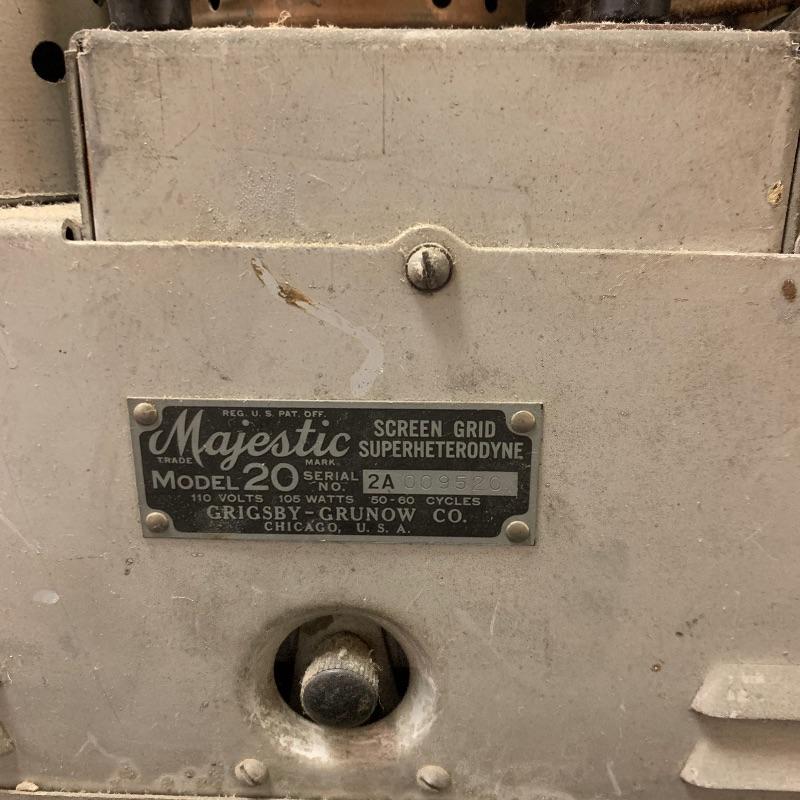 REG. U. S. PAT. OFF.
Majestic
TRADE MARK
SCREEN GRID
SUPERHETERODYNE
MODEL 20 SERIAL NO. 2A 009520
110 VOLTS 105 WATTS 50-60 CYCLES
GRIGSBY-GRUNOW CO.
CHICAGO, U. S. A.